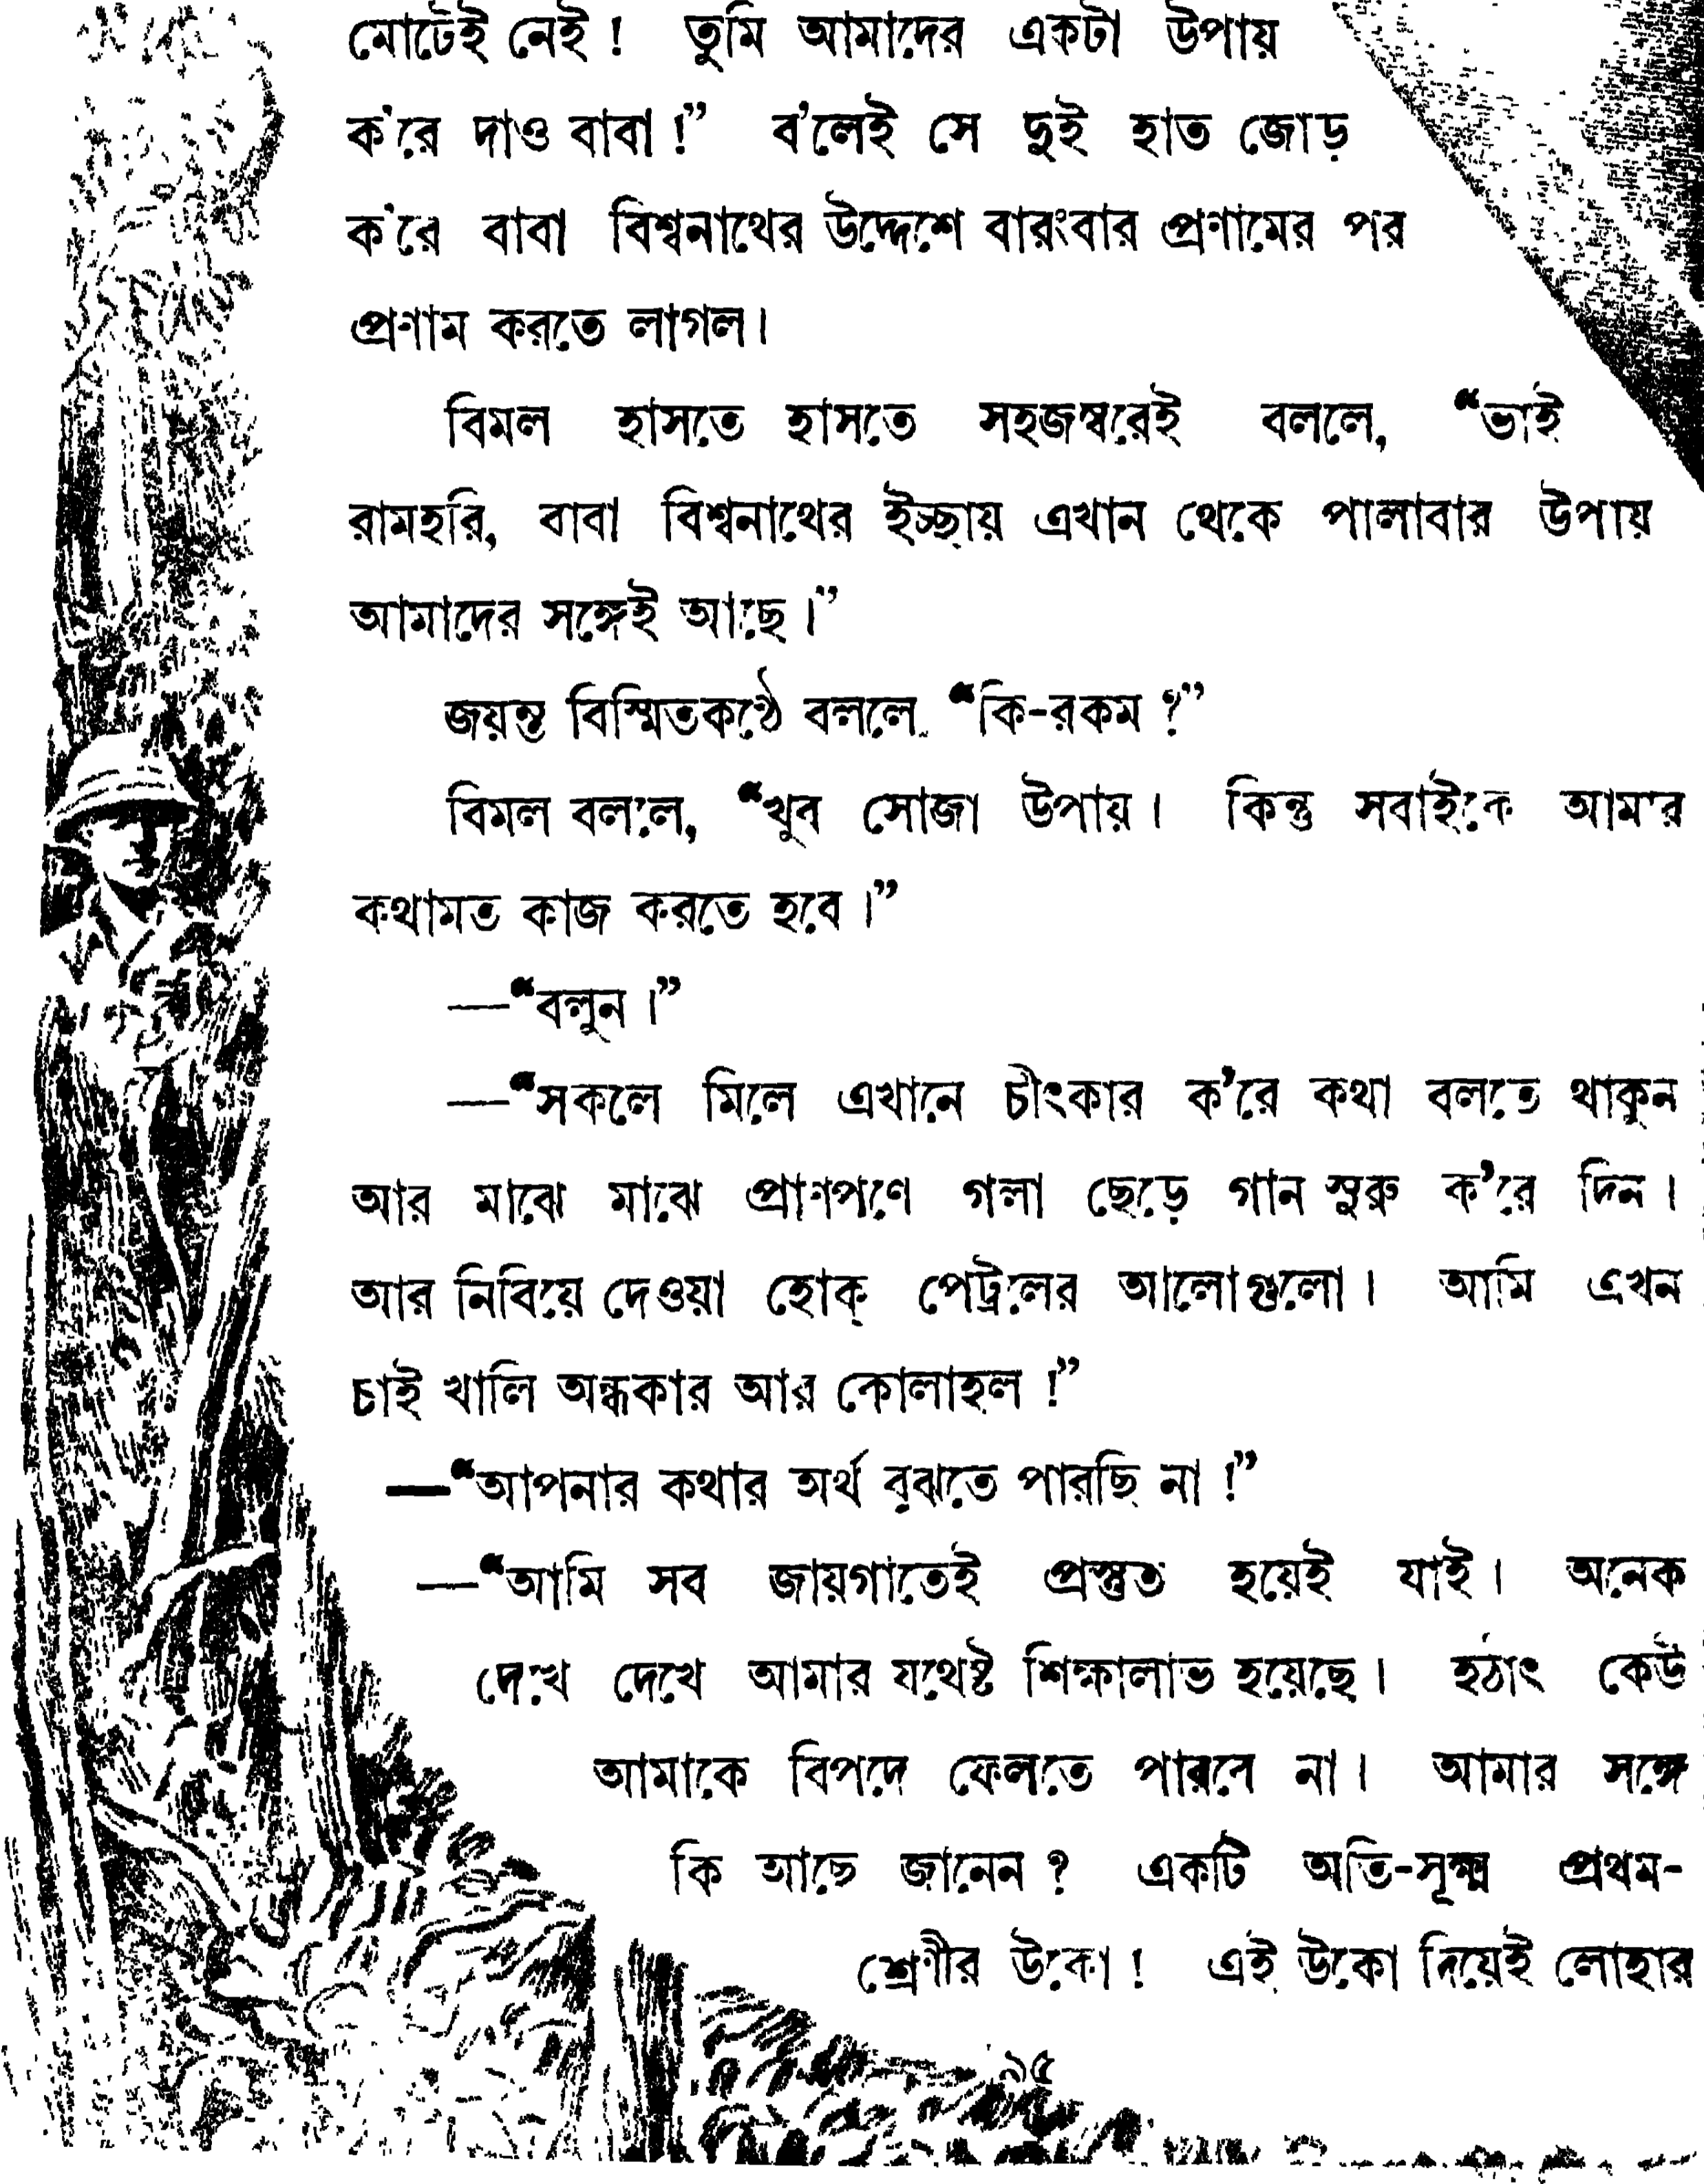 মোটেই নেই ! তুমি আমাদের একটা উপায়
ক’রে দাও বাবা !” ব’লেই সে দুই হাত জোড়
ক’রে বাবা বিশ্বনাথের উদ্দেশে বারংবার প্রণামের পর
প্রণাম করতে লাগল।
বিমল হাসতে হাসতে সহজস্বরেই বললে, “ভাই
রামহরি, বাবা বিশ্বনাথের ইচ্ছায় এখান থেকে পালাবার উপায়
আমাদের সঙ্গেই আছে।”
জয়ন্ত বিস্মিতকণ্ঠে বললে, “কি-রকম ?”
বিমল বললে, “খুব সোজা উপায়। কিন্তু সবাইকে আমার
কথামত কাজ করতে হবে।”
—“বলুন।”
—“সকলে মিলে এখানে চীৎকার ক’রে কথা বলতে থাকুন
আর মাঝে মাঝে প্রাণপণে গলা ছেড়ে গান সুরু ক’রে দিন।
আর নিবিয়ে দেওয়া হোক্ পেট্রলের আলোগুলো। আমি এখন
চাই খালি অন্ধকার আর কোলাহল !”
—“আপনার কথার অর্থ বুঝতে পারছি না !”
—“আমি সব জায়গাতেই প্রস্তুত হয়েই যাই। অনেক
দেখে দেখে আমার যথেষ্ট শিক্ষালাভ হয়েছে। হঠাৎ কেউ
আমাকে বিপদে ফেলতে পারবে না। আমার সঙ্গে
কি আছে জানেন ? একটি অতি-সূক্ষ্ম প্রথম-
শ্রেণীর উকো ! এই উকো দিয়েই লোহার
৯৫